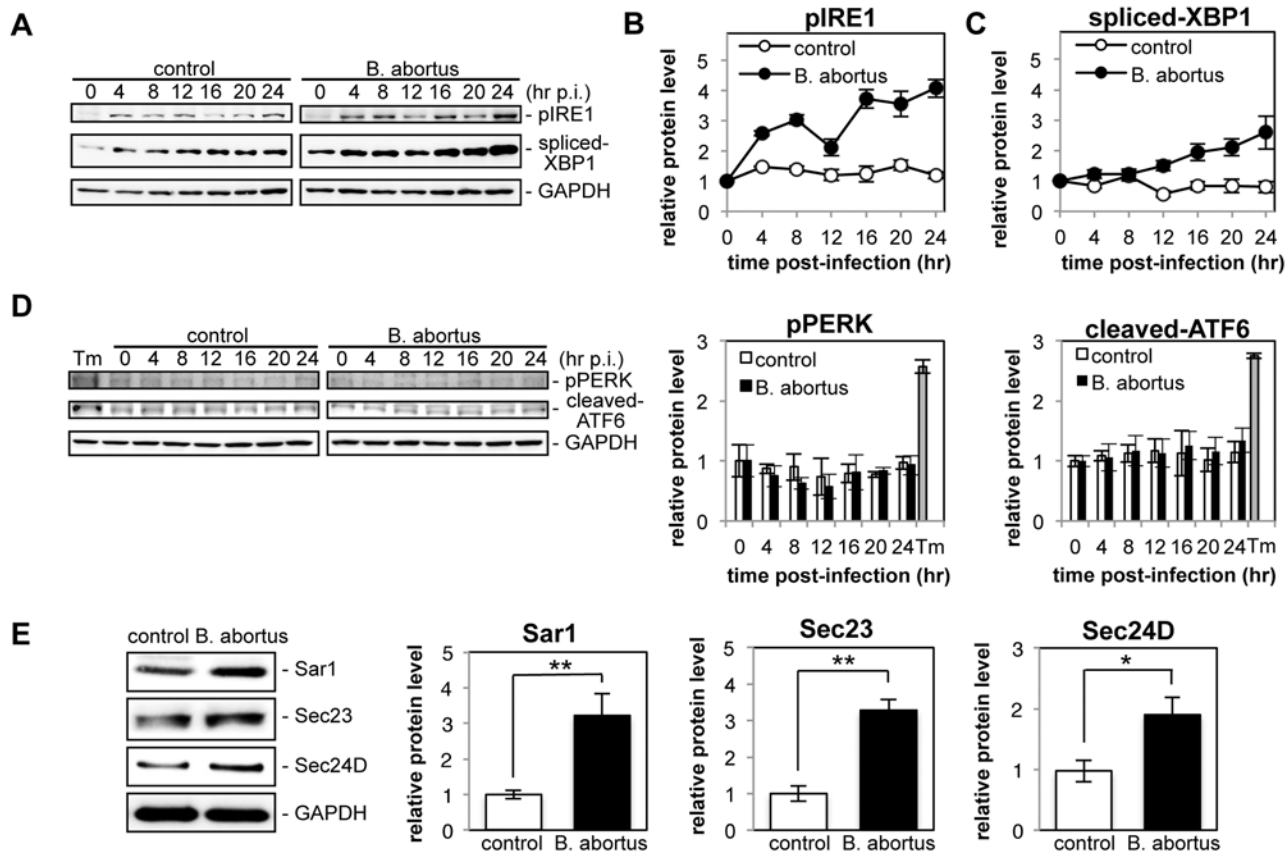 A
control
B. abortus
0 4 8 12 16 20 24 0 4 8 12 16 20 24 (hr p.i.)
- pIRE1
spliced-
- XBP1
- GAPDH
B
pIRE1
control
B. abortus
relative protein level
5
4
3
2
1
0
0 4 8 12 16 20 24
time post-infection (hr)
C
spliced-XBP1
control
B. abortus
relative protein level
5
4
3
2
1
0
0 4 8 12 16 20 24
time post-infection (hr)
D
control
B. abortus
Tm 0 4 8 12 16 20 24 0 4 8 12 16 20 24 (hr p.i.)
- pPERK
cleaved-
- ATF6
- GAPDH
pPERK
control
B. abortus
relative protein level
3
2
1
0
0 4 8 12 16 20 24 Tm
time post-infection (hr)
cleaved-ATF6
control
B. abortus
relative protein level
3
2
1
0
0 4 8 12 16 20 24 Tm
time post-infection (hr)
E
control B. abortus
- Sar1
- Sec23
- Sec24D
- GAPDH
Sar1
relative protein level
5
4
3
2
1
0
**
control B. abortus
Sec23
relative protein level
5
4
3
2
1
0
**
control B. abortus
Sec24D
relative protein level
3
2
1
0
*
control B. abortus